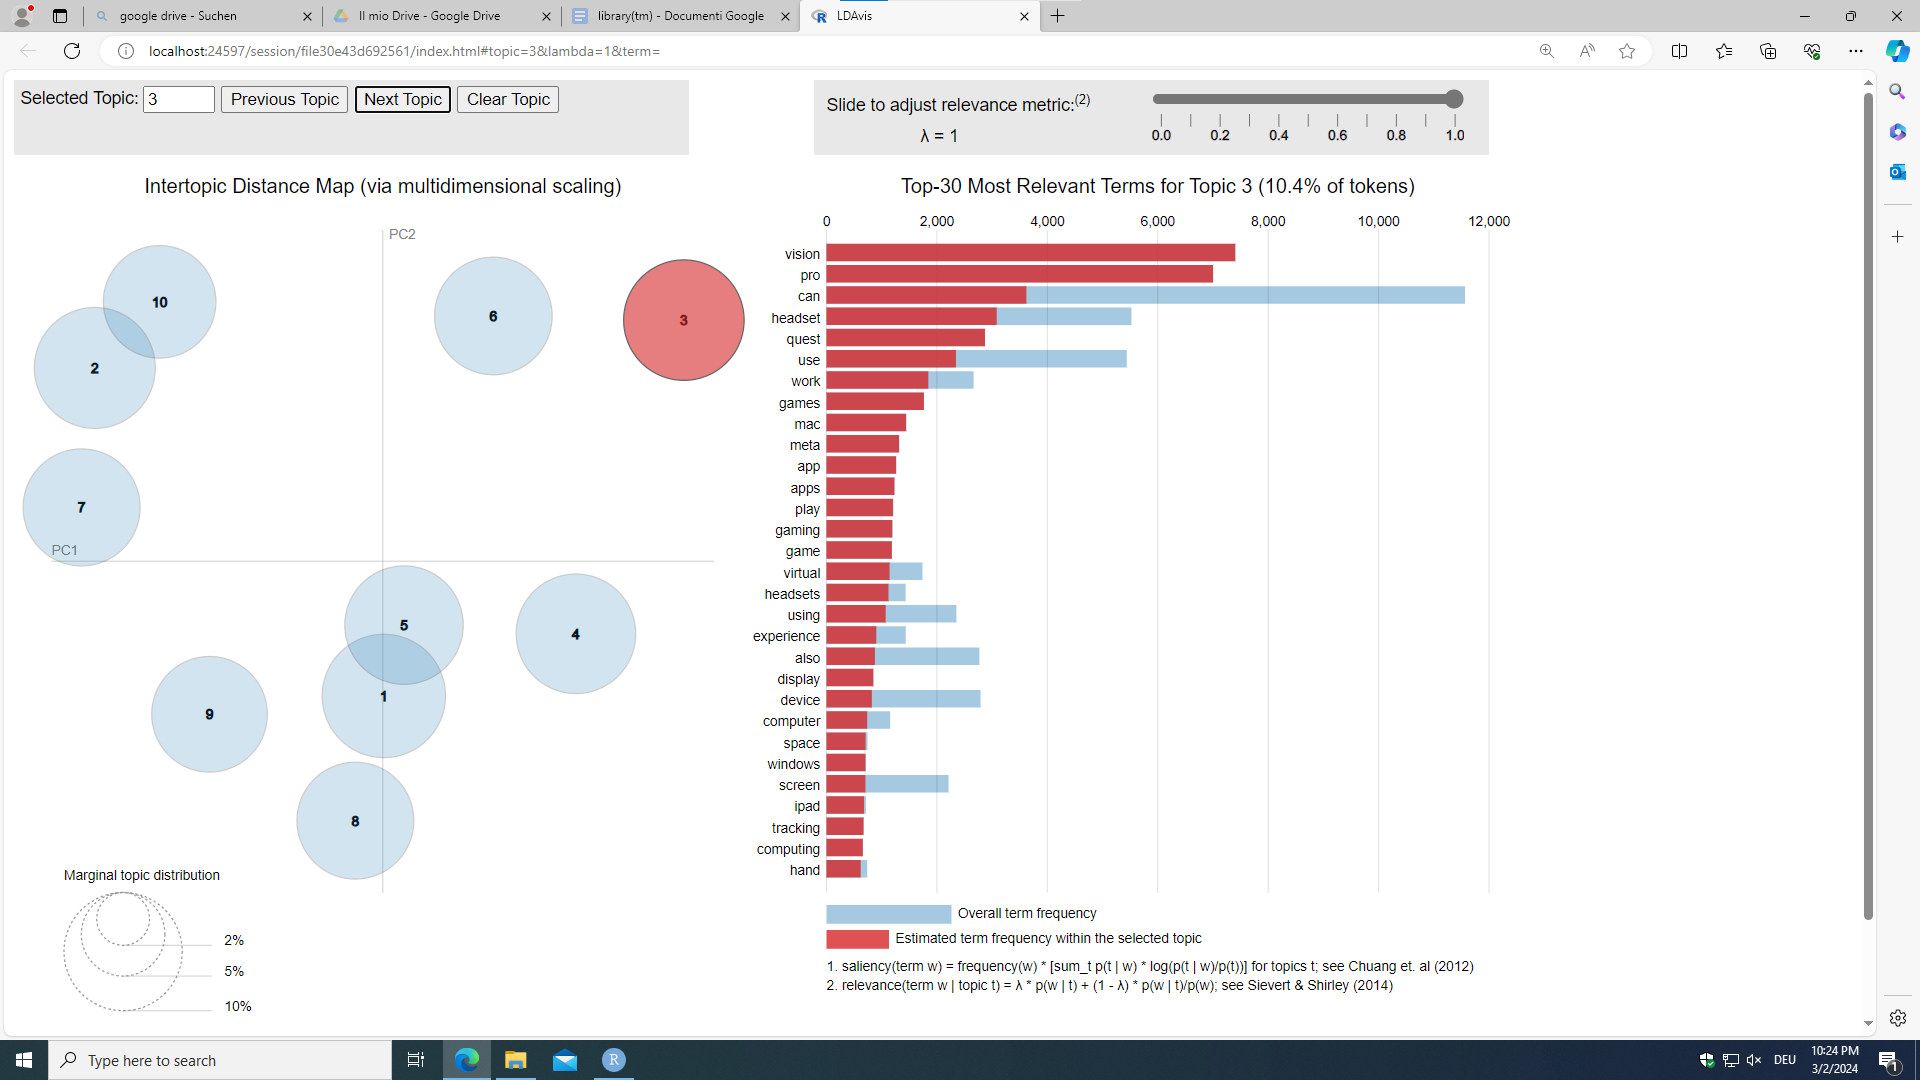 google drive - Suchen
Il mio Drive - Google Drive
library(tm) - Documenti Google
LDAvis
localhost:24597/session/file30e43d692561/index.html#topic=3&lambda=1&term=
Selected Topic: 3 Previous Topic Next Topic Clear Topic
Slide to adjust relevance metric:(2)
λ = 1
0.0 0.2 0.4 0.6 0.8 1.0
Intertopic Distance Map (via multidimensional scaling)
PC2
PC1
10
2
7
6
3
5
4
1
9
8
Marginal topic distribution
2%
5%
10%
Top-30 Most Relevant Terms for Topic 3 (10.4% of tokens)
0 2,000 4,000 6,000 8,000 10,000 12,000
vision
pro
can
headset
quest
use
work
games
mac
meta
app
apps
play
gaming
game
virtual
headsets
using
experience
also
display
device
computer
space
windows
screen
ipad
tracking
computing
hand
Overall term frequency
Estimated term frequency within the selected topic
1. saliency(term w) = frequency(w) * [sum_t p(t | w) * log(p(t | w)/p(t))] for topics t; see Chuang et. al (2012)
2. relevance(term w | topic t) = λ * p(w | t) + (1 - λ) * p(w | t)/p(w); see Sievert & Shirley (2014)
Type here to search
DEU
10:24 PM
3/2/2024
1